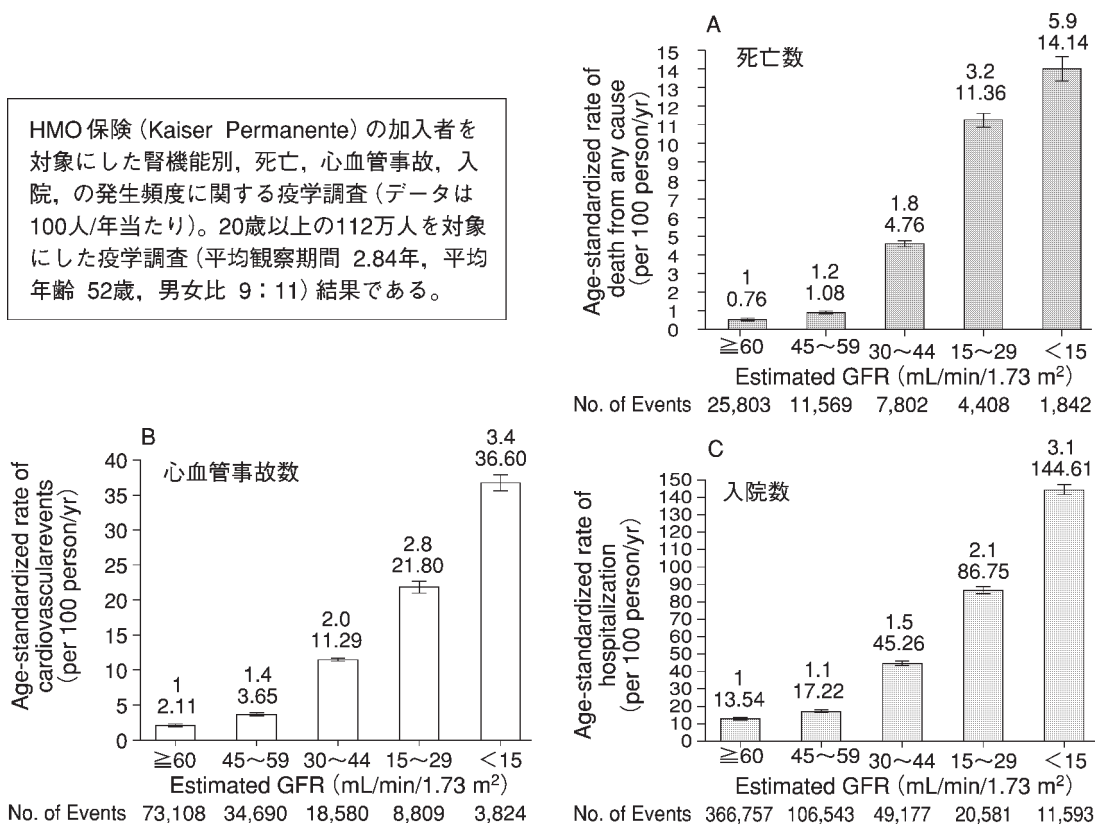 HMO保険（Kaiser Permanente）の加入者を
対象にした腎機能別，死亡，心血管事故，入
院，の発生頻度に関する疫学調査（データは
100人/年当たり）。20歳以上の112万人を対象
にした疫学調査（平均観察期間 2.84年，平均
年齢 52歳，男女比 9：11）結果である。
A
死亡数
Age-standardized rate of
death from any cause
(per 100 person/yr)
15
14
13
12
11
10
9
8
7
6
5
4
3
2
1
0
1
0.76
1.2
1.08
1.8
4.76
3.2
11.36
5.9
14.14
≧60 45〜59 30〜44 15〜29 ＜15
Estimated GFR（mL/min/1.73 m²）
No. of Events 25,803 11,569 7,802 4,408 1,842
B
心血管事故数
Age-standardized rate of
cardiovascularevents
(per 100 person/yr)
40
35
30
25
20
15
10
5
0
1
2.11
1.4
3.65
2.0
11.29
2.8
21.80
3.4
36.60
≧60 45〜59 30〜44 15〜29 ＜15
Estimated GFR（mL/min/1.73 m²）
No. of Events 73,108 34,690 18,580 8,809 3,824
C
入院数
Age-standardized rate of
hospitalization
(per 100 person/yr)
150
140
130
120
110
100
90
80
70
60
50
40
30
20
10
0
1
13.54
1.1
17.22
1.5
45.26
2.1
86.75
3.1
144.61
≧60 45〜59 30〜44 15〜29 ＜15
Estimated GFR（mL/min/1.73 m²）
No. of Events 366,757 106,543 49,177 20,581 11,593